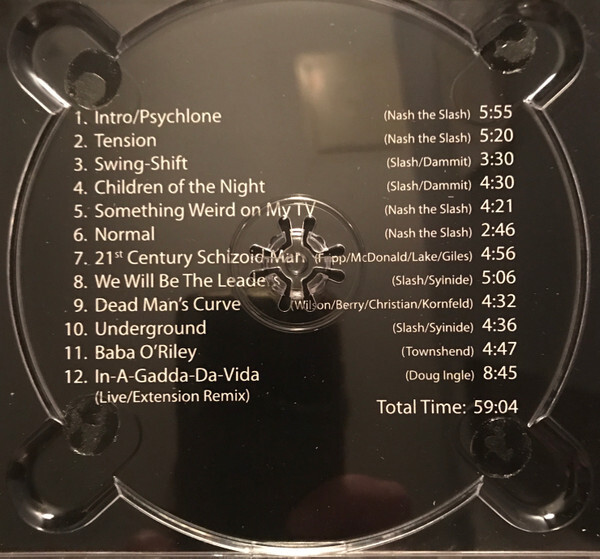 1. Intro/Psychlone (Nash the Slash) 5:55
2. Tension (Nash the Slash) 5:20
3. Swing-Shift (Slash/Dammit) 3:30
4. Children of the Night (Slash/Dammit) 4:30
5. Something Weird on My TV (Nash the Slash) 4:21
6. Normal (Nash the Slash) 2:46
7. 21st Century Schizoid Man (Fripp/McDonald/Lake/Giles) 4:56
8. We Will Be The Leaders (Slash/Syinide) 5:06
9. Dead Man's Curve (Wilson/Berry/Christian/Kornfeld) 4:32
10. Underground (Slash/Syinide) 4:36
11. Baba O'Riley (Townshend) 4:47
12. In-A-Gadda-Da-Vida (Doug Ingle) 8:45
(Live/Extension Remix)
Total Time: 59:04